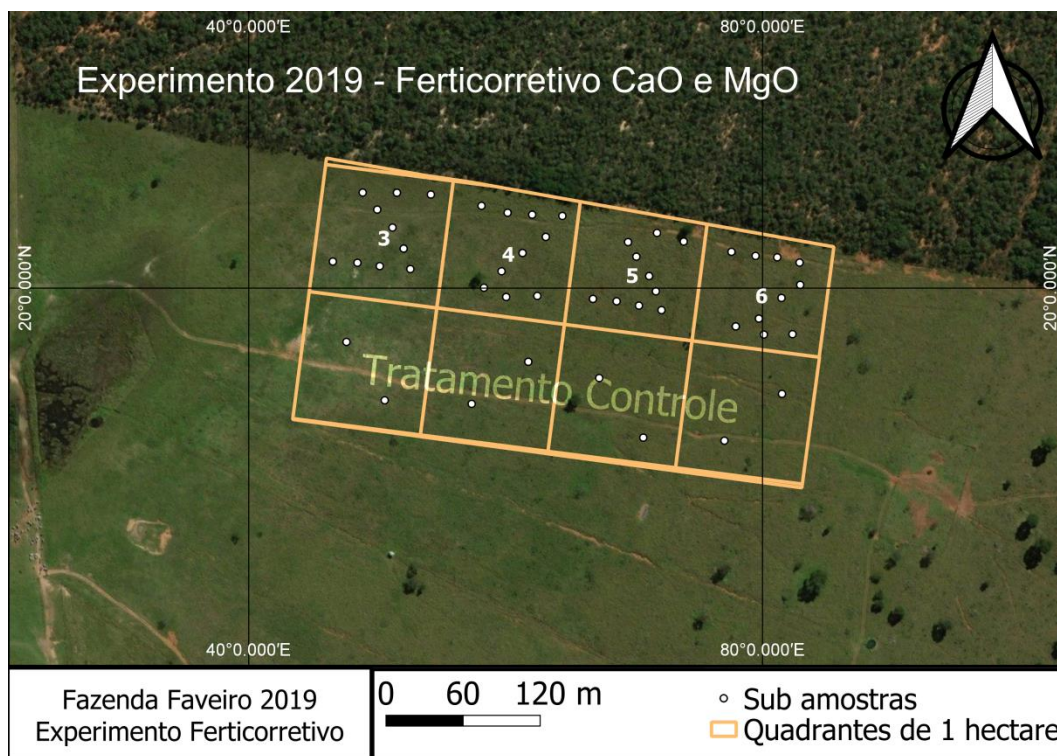 40°0.000′E
80°0.000′E
Experimento 2019 - Ferticorretivo CaO e MgO
3
4
5
6
20°0.000′N
20°0.000′N
Tratamento Controle
40°0.000′E
80°0.000′E
Fazenda Faveiro 2019
Experimento Ferticorretivo
0 60 120 m
Sub amostras
Quadrantes de 1 hectare